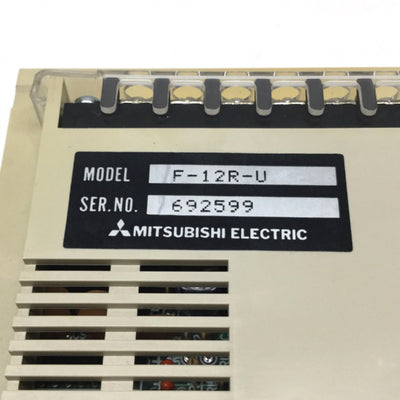 MODEL F-12R-U
SER.NO. 692599
MITSUBISHI ELECTRIC